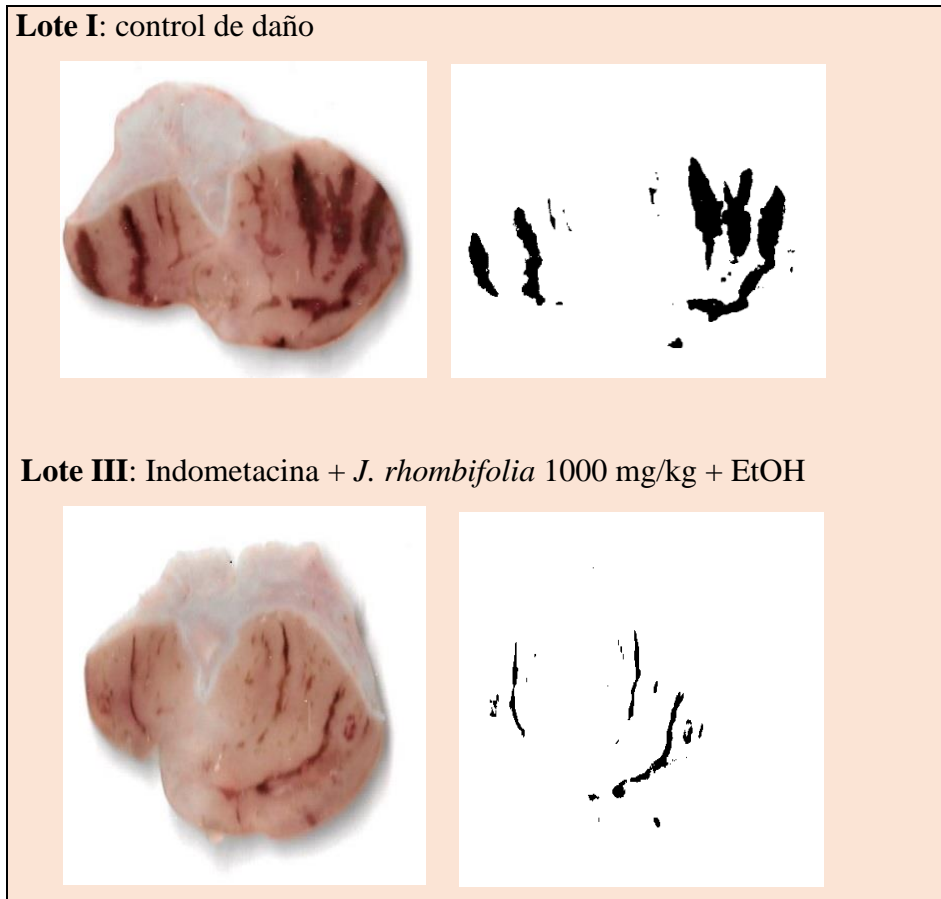 Lote I: control de daño
Lote III: Indometacina + J. rhombifolia 1000 mg/kg + EtOH